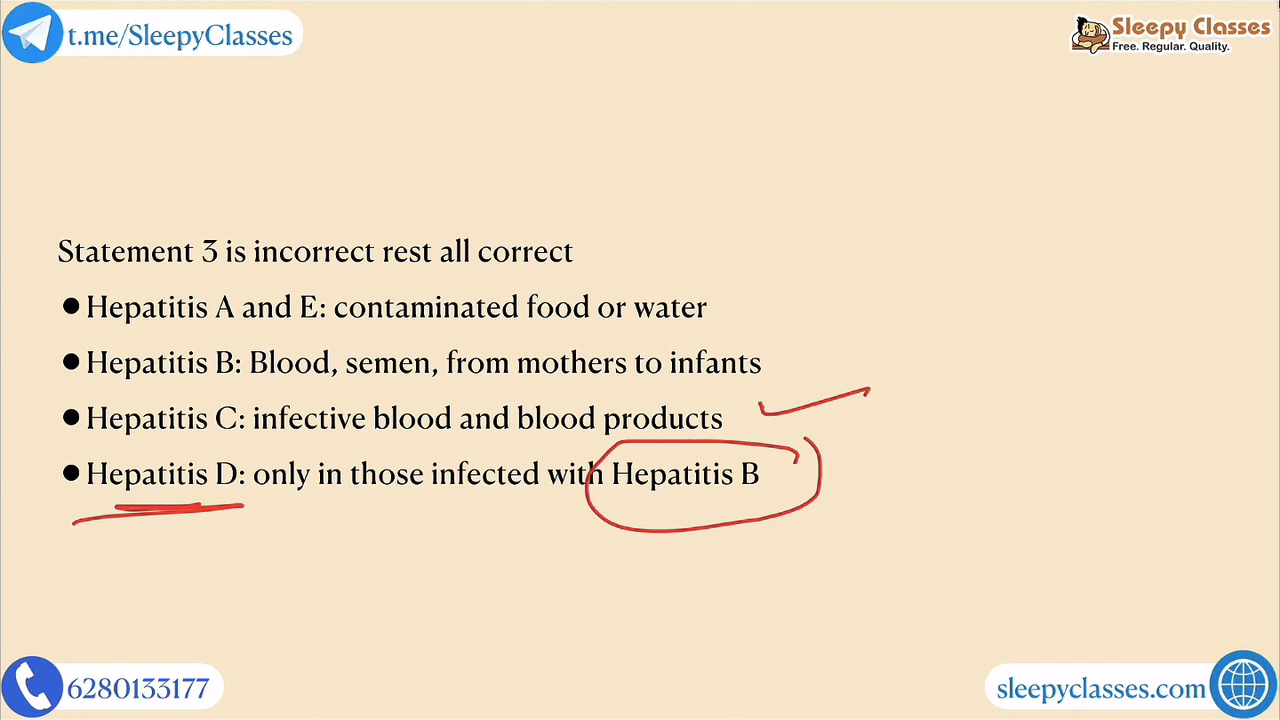 t.me/SleepyClasses
Sleepy Classes
Free. Regular. Quality.
Statement 3 is incorrect rest all correct
●Hepatitis A and E: contaminated food or water
●Hepatitis B: Blood, semen, from mothers to infants
●Hepatitis C: infective blood and blood products
●Hepatitis D: only in those infected with Hepatitis B
6280133177
sleepyclasses.com